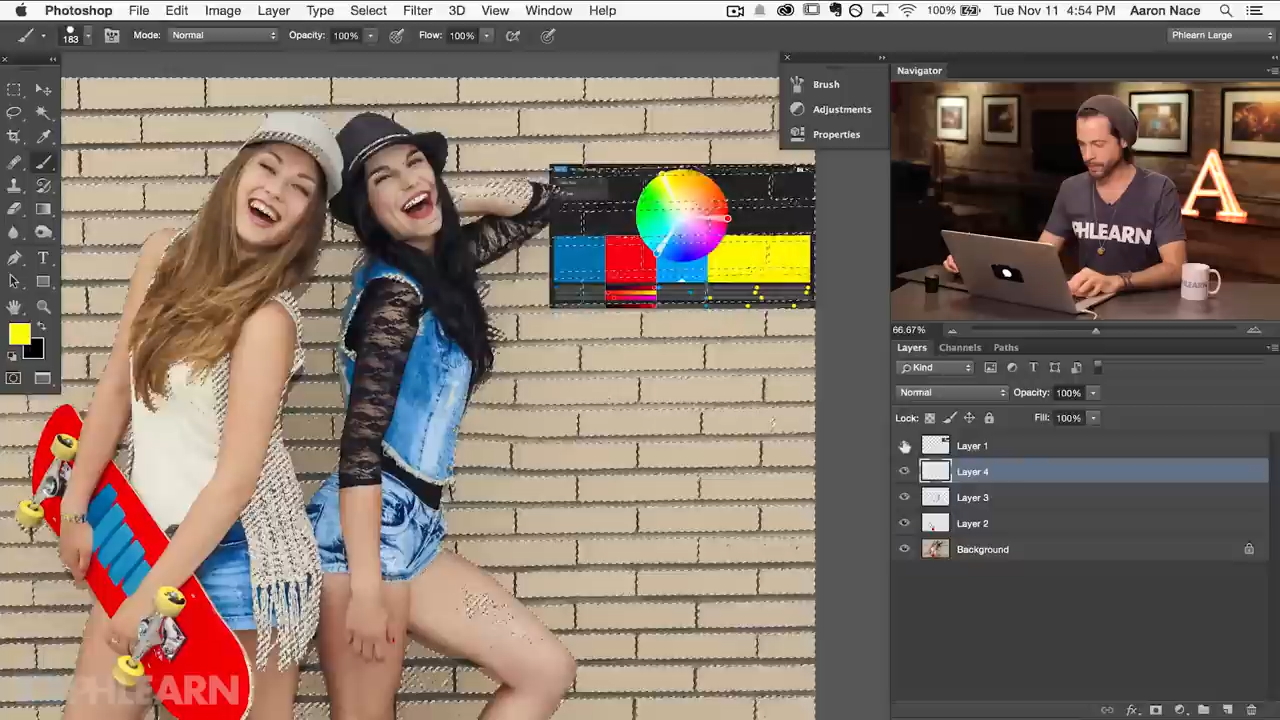 Photoshop File Edit Image Layer Type Select Filter 3D View Window Help 100% Tue Nov 11 4:54 PM Aaron Nace
183 Mode: Normal Opacity: 100% Flow: 100% Phlearn Large
Brush
Adjustments
Properties
Navigator
A
PHLEARN
PHLEARN
66.67%
Layers Channels Paths
Kind
Normal Opacity: 100%
Lock: Fill: 100%
Layer 1
Layer 4
Layer 3
Layer 2
Background
PHLEARN